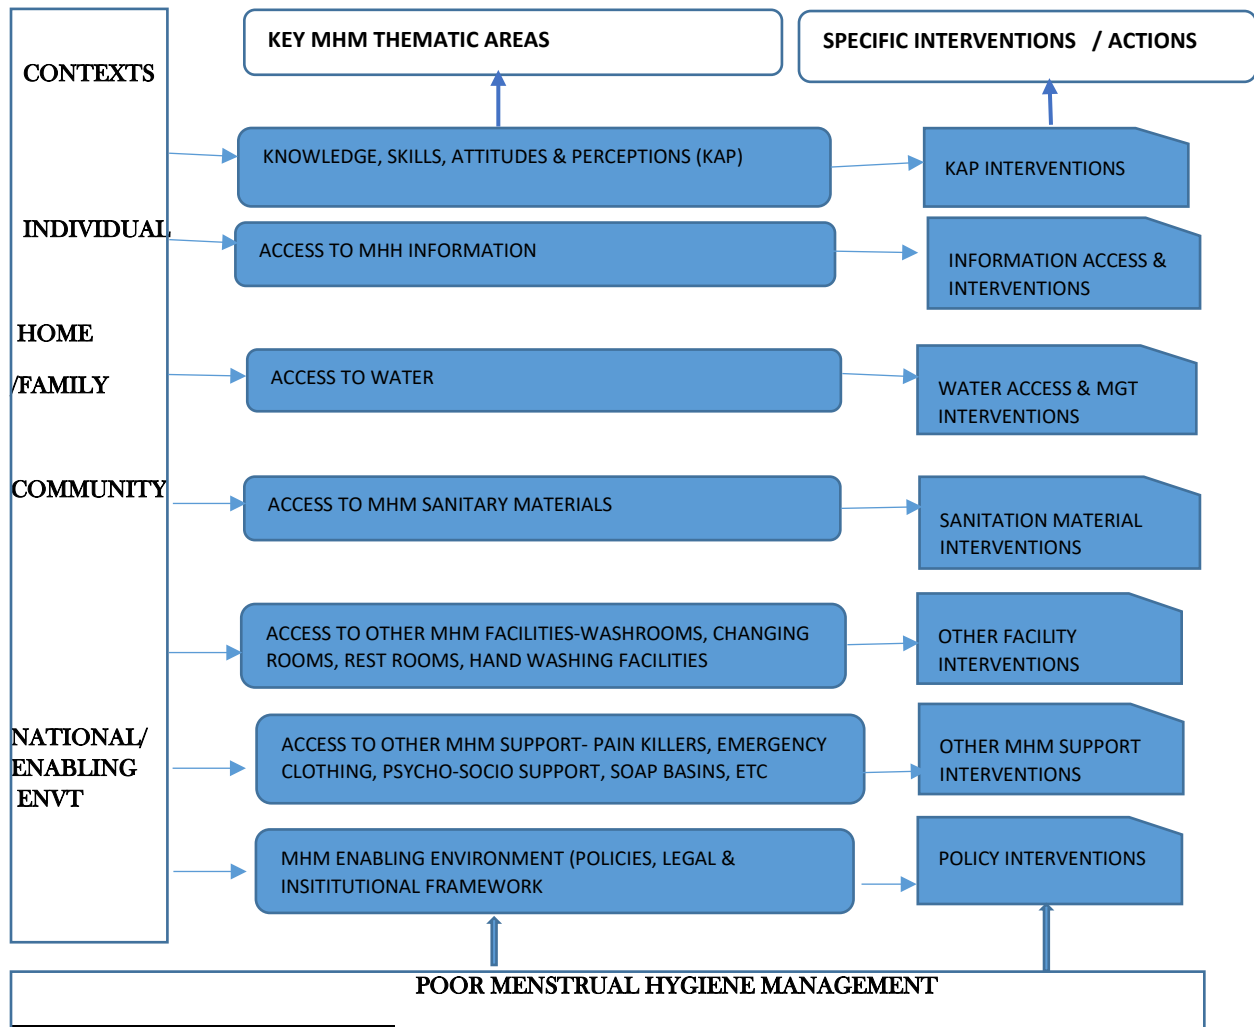 KEY MHM THEMATIC AREAS
SPECIFIC INTERVENTIONS / ACTIONS
CONTEXTS
INDIVIDUAL
HOME
/FAMILY
COMMUNITY
NATIONAL/
ENABLING
ENVT
KNOWLEDGE, SKILLS, ATTITUDES & PERCEPTIONS (KAP)
KAP INTERVENTIONS
ACCESS TO MHH INFORMATION
INFORMATION ACCESS &
INTERVENTIONS
ACCESS TO WATER
WATER ACCESS & MGT
INTERVENTIONS
ACCESS TO MHM SANITARY MATERIALS
SANITATION MATERIAL
INTERVENTIONS
ACCESS TO OTHER MHM FACILITIES-WASHROOMS, CHANGING
ROOMS, REST ROOMS, HAND WASHING FACILITIES
OTHER FACILITY
INTERVENTIONS
ACCESS TO OTHER MHM SUPPORT- PAIN KILLERS, EMERGENCY
CLOTHING, PSYCHO-SOCIO SUPPORT, SOAP BASINS, ETC
OTHER MHM SUPPORT
INTERVENTIONS
MHM ENABLING ENVIRONMENT (POLICIES, LEGAL &
INSITITUTIONAL FRAMEWORK
POLICY INTERVENTIONS
POOR MENSTRUAL HYGIENE MANAGEMENT